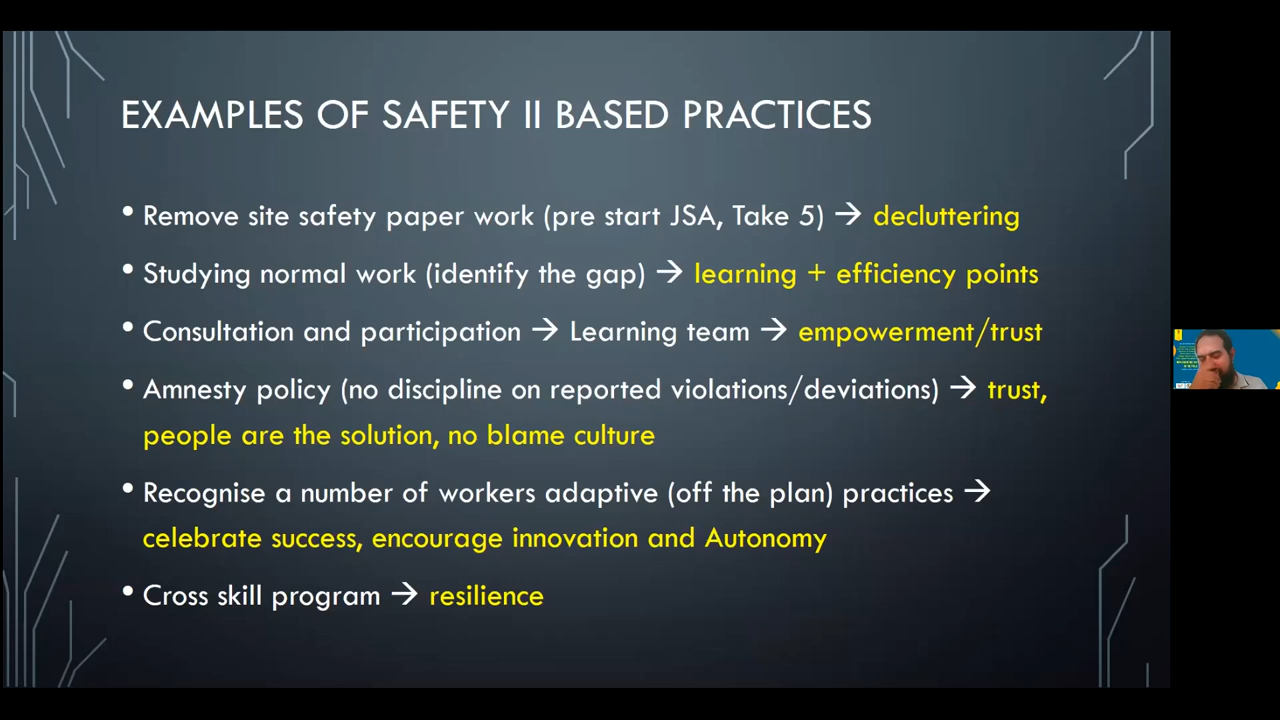 EXAMPLES OF SAFETY II BASED PRACTICES
• Remove site safety paper work (pre start JSA, Take 5) → decluttering
• Studying normal work (identify the gap) → learning + efficiency points
• Consultation and participation → Learning team → empowerment/trust
• Amnesty policy (no discipline on reported violations/deviations) → trust,
people are the solution, no blame culture
• Recognise a number of workers adaptive (off the plan) practices →
celebrate success, encourage innovation and Autonomy
• Cross skill program → resilience